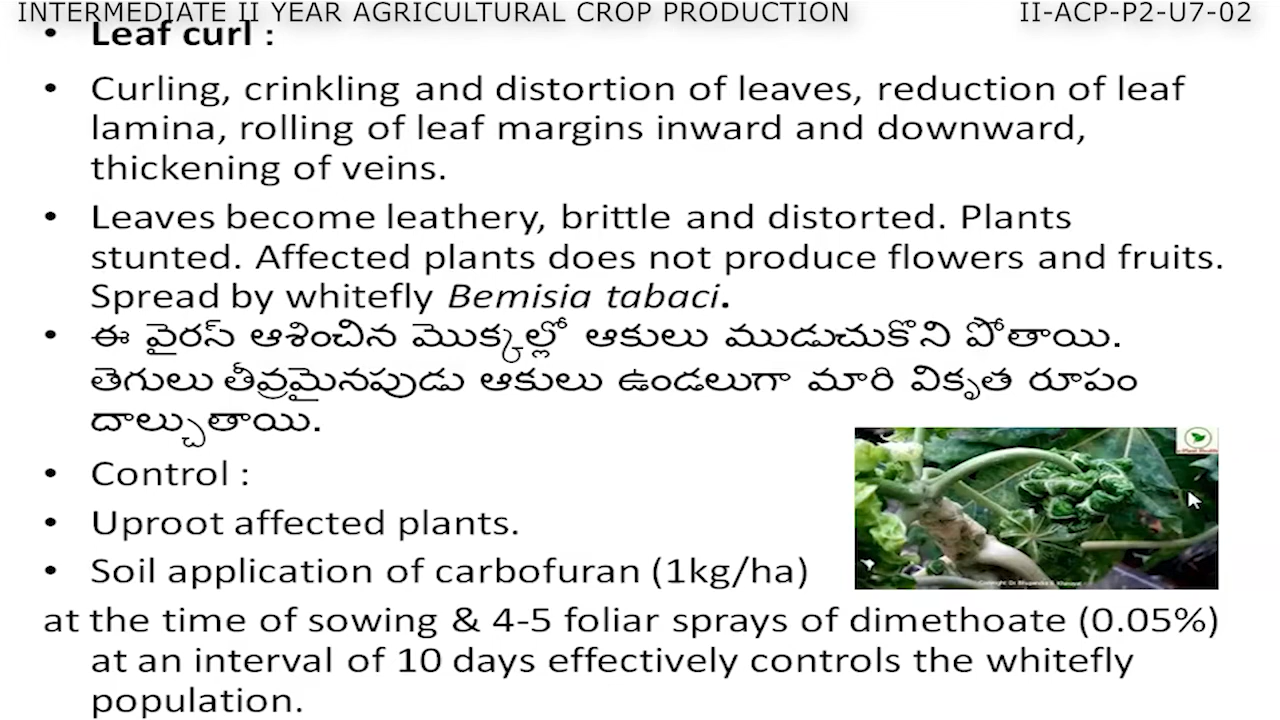 INTERMEDIATE II YEAR AGRICULTURAL CROP PRODUCTION II-ACP-P2-U7-02
• Leaf curl :
• Curling, crinkling and distortion of leaves, reduction of leaf
lamina, rolling of leaf margins inward and downward,
thickening of veins.
• Leaves become leathery, brittle and distorted. Plants
stunted. Affected plants does not produce flowers and fruits.
Spread by whitefly Bemisia tabaci.
• ఈ వైరస్ ఆశించిన మొక్కల్లో ఆకులు ముడుచుకొని పోతాయి.
తెగులు తీవ్రమైనపుడు ఆకులు ఉండలుగా మారి వికృత రూపం
దాల్చుతాయి.
• Control :
• Uproot affected plants.
• Soil application of carbofuran (1kg/ha)
at the time of sowing & 4-5 foliar sprays of dimethoate (0.05%)
at an interval of 10 days effectively controls the whitefly
population.